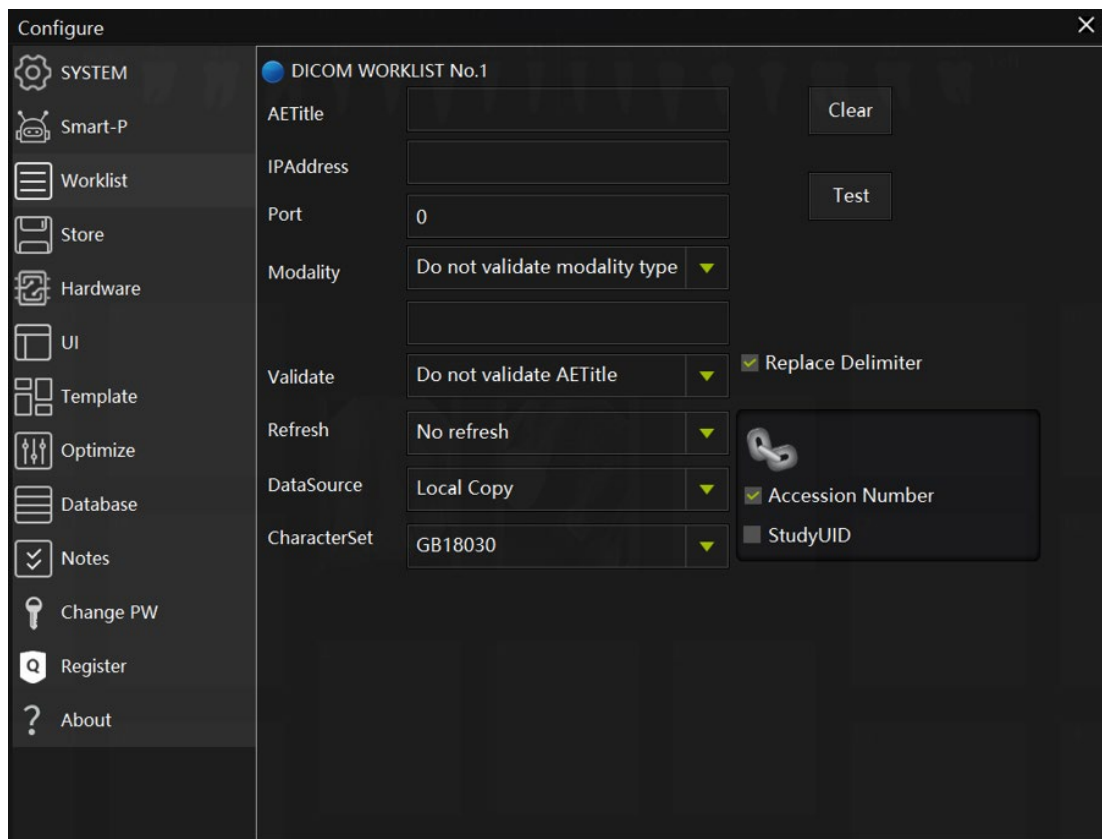 Configure
SYSTEM
Smart-P
Worklist
Store
Hardware
UI
Template
Optimize
Database
Notes
Change PW
Q
Register
?
About
DICOM WORKLIST No.1
AETitle
Clear
IPAddress
Test
Port
0
Modality
Do not validate modality type
Validate
Do not validate AETitle
Replace Delimiter
Refresh
No refresh
DataSource
Local Copy
Accession Number
CharacterSet
GB18030
StudyUID